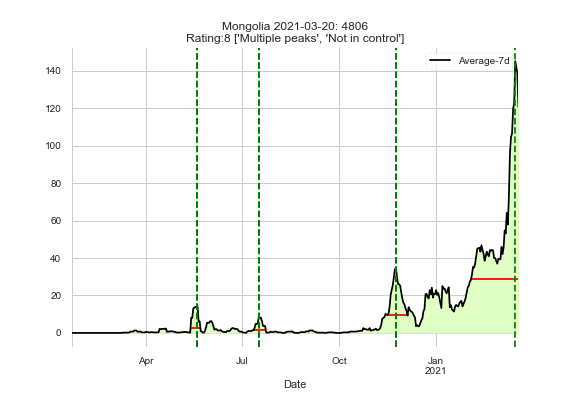 Mongolia 2021-03-20: 4806
Rating:8 ['Multiple peaks', 'Not in control']
Average-7d
140
120
100
80
60
40
20
0
Apr
Jul
Oct
Jan
2021
Date